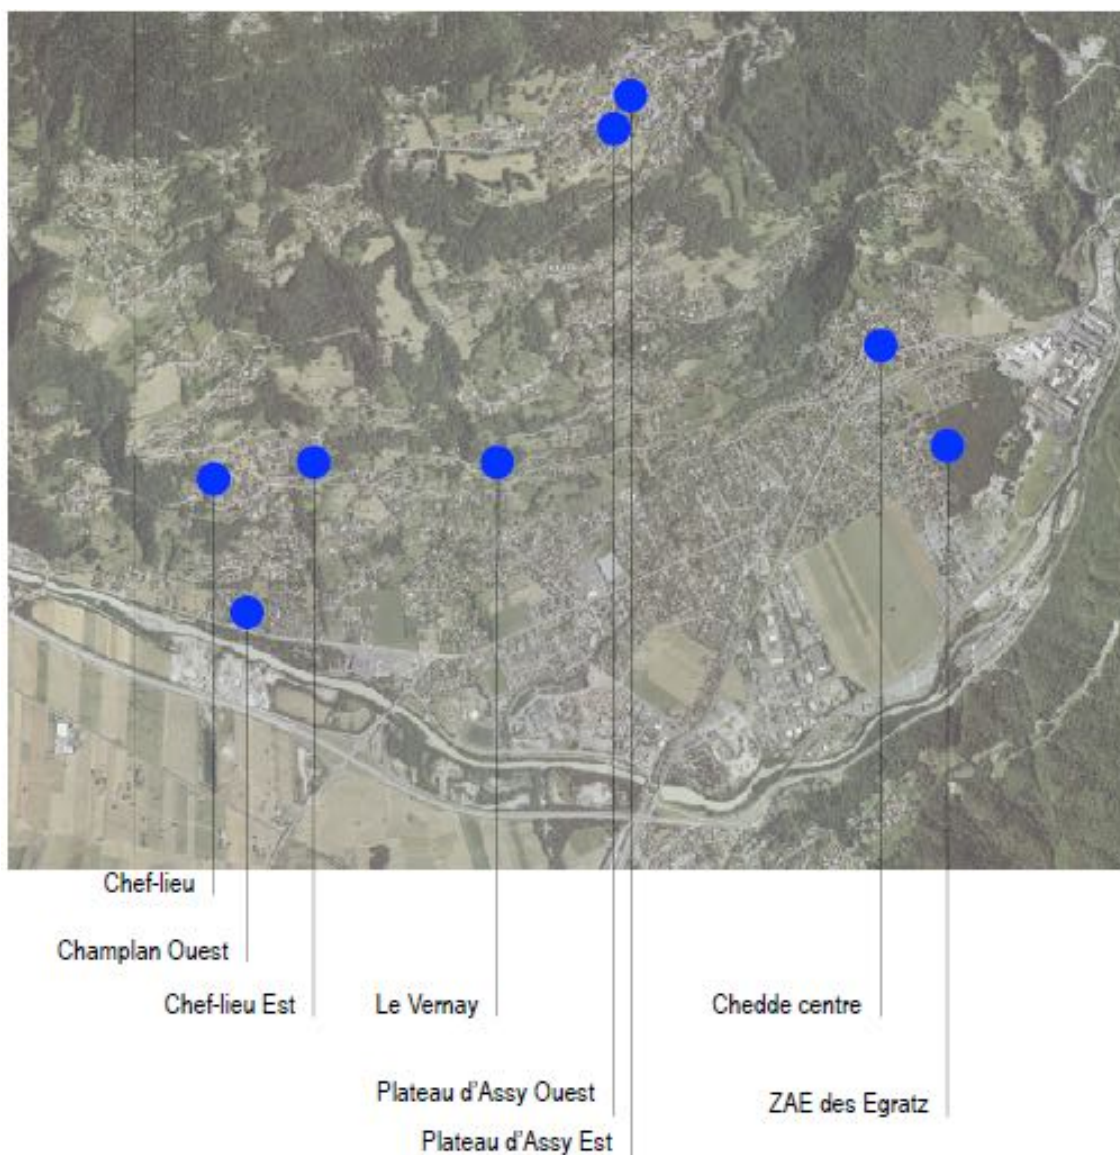 Chef-lieu
Champlan Ouest
Chef-lieu Est
Le Vernay
Chedde centre
Plateau d'Assy Ouest
ZAE des Egratz
Plateau d'Assy Est